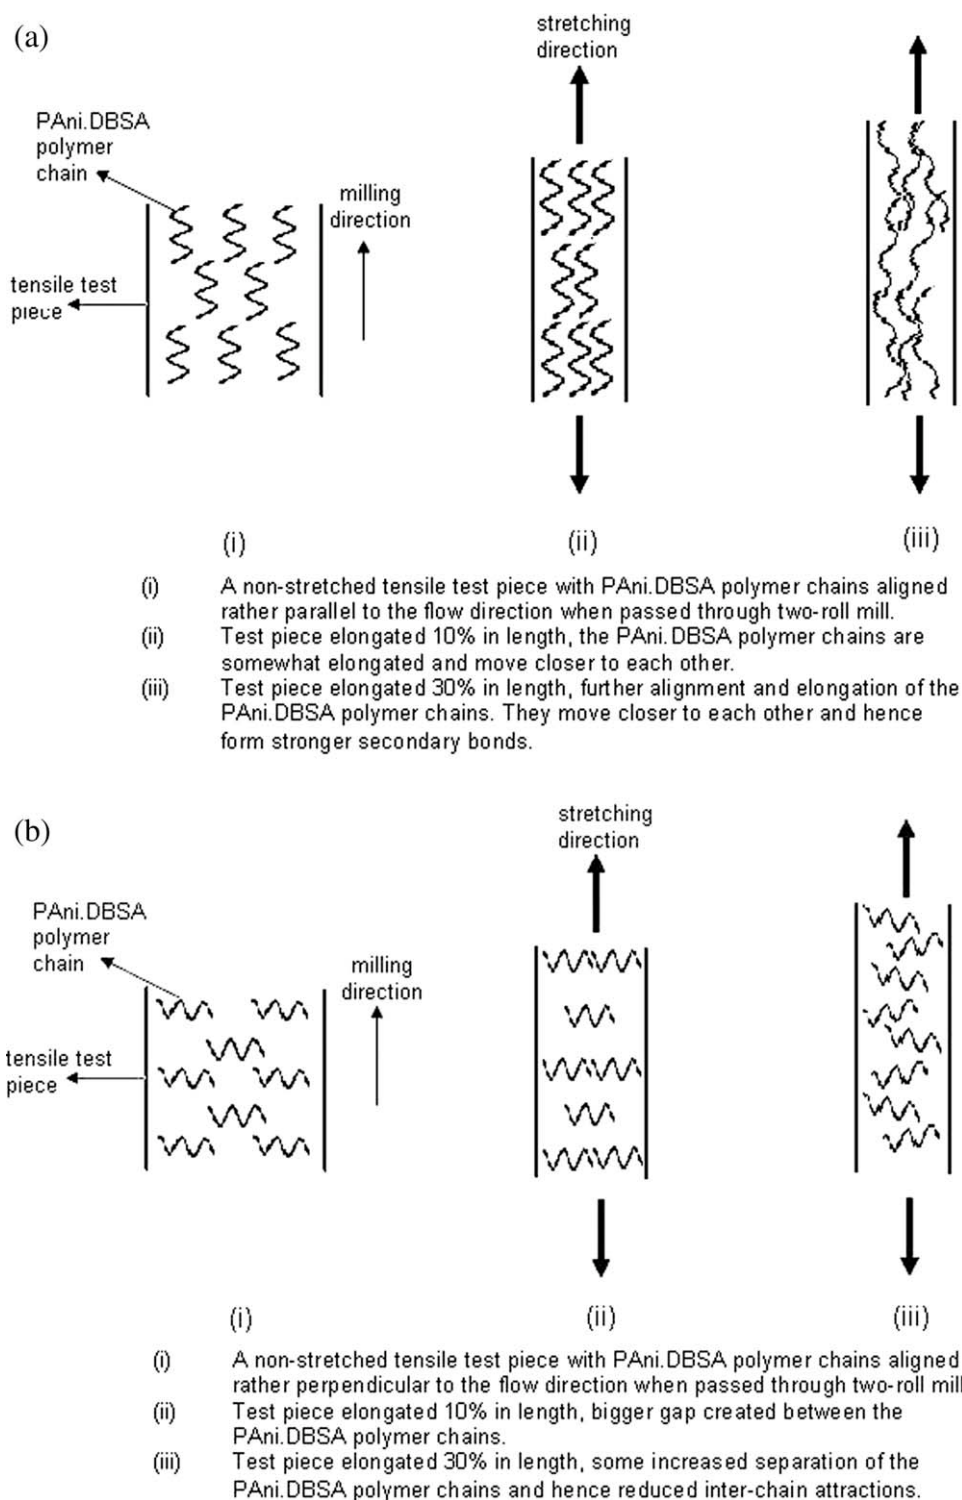 (a)
stretching
direction
PAni.DBSA
polymer
chain
milling
direction
tensile test
piece
(i)
(ii)
(iii)
(i) A non-stretched tensile test piece with PAni.DBSA polymer chains aligned
rather parallel to the flow direction when passed through two-roll mill.
(ii) Test piece elongated 10% in length, the PAni.DBSA polymer chains are
somewhat elongated and move closer to each other.
(iii) Test piece elongated 30% in length, further alignment and elongation of the
PAni.DBSA polymer chains. They move closer to each other and hence
form stronger secondary bonds.
(b)
stretching
direction
PAni.DBSA
polymer
chain
milling
direction
tensile test
piece
(i)
(ii)
(iii)
(i) A non-stretched tensile test piece with PAni.DBSA polymer chains aligned
rather perpendicular to the flow direction when passed through two-roll mill
(ii) Test piece elongated 10% in length, bigger gap created between the
PAni.DBSA polymer chains.
(iii) Test piece elongated 30% in length, some increased separation of the
PAni.DBSA polymer chains and hence reduced inter-chain attractions.